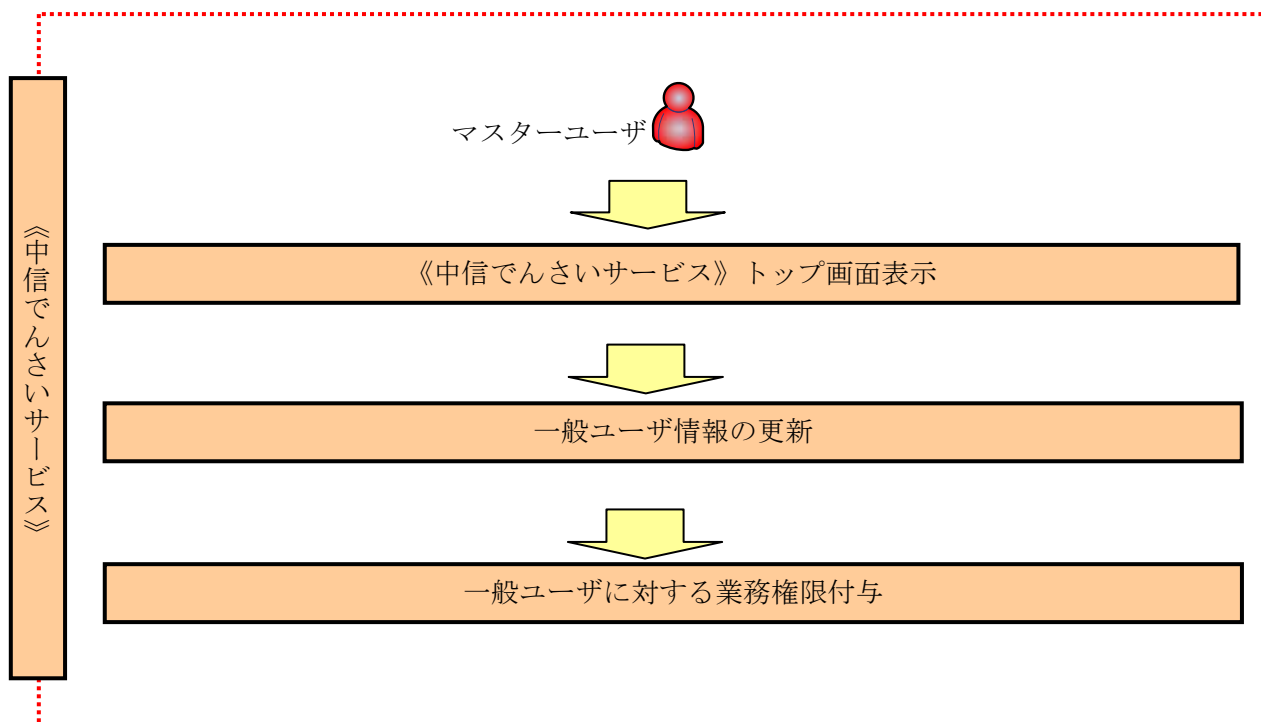 マスターユーザ
《中信でんさいサービス》
《中信でんさいサービス》トップ画面表示
一般ユーザ情報の更新
一般ユーザに対する業務権限付与